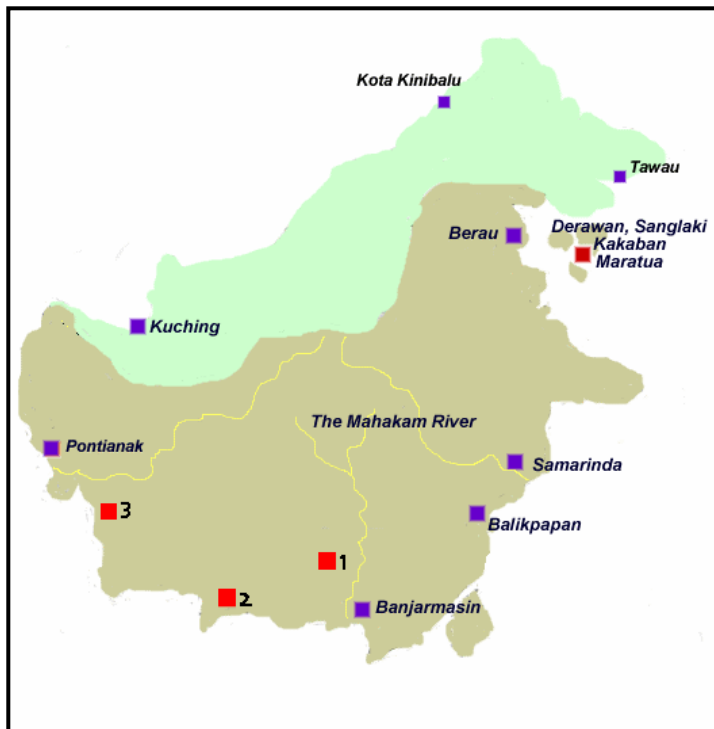 Kota Kinibalu
Tawau
Derawan, Sanglaki
Berau
Kakaban
Maratua
Kuching
The Mahakam River
Pontianak
Samarinda
3
Balikpapan
1
2
Banjarmasin